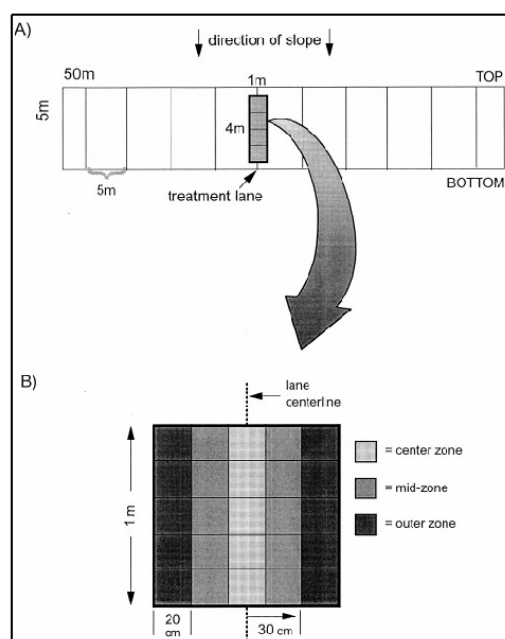 A)
direction of slope
50m
1m
TOP
5m
4m
5m
treatment lane
BOTTOM
B)
lane
centerline
= center zone
= mid-zone
= outer zone
1 m
20
cm
30 cm